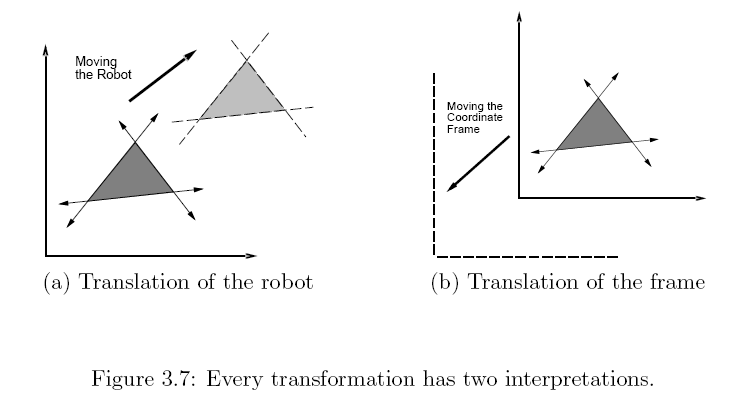 Moving
the Robot
Moving the
Coordinate
Frame
(a) Translation of the robot
(b) Translation of the frame
Figure 3.7: Every transformation has two interpretations.